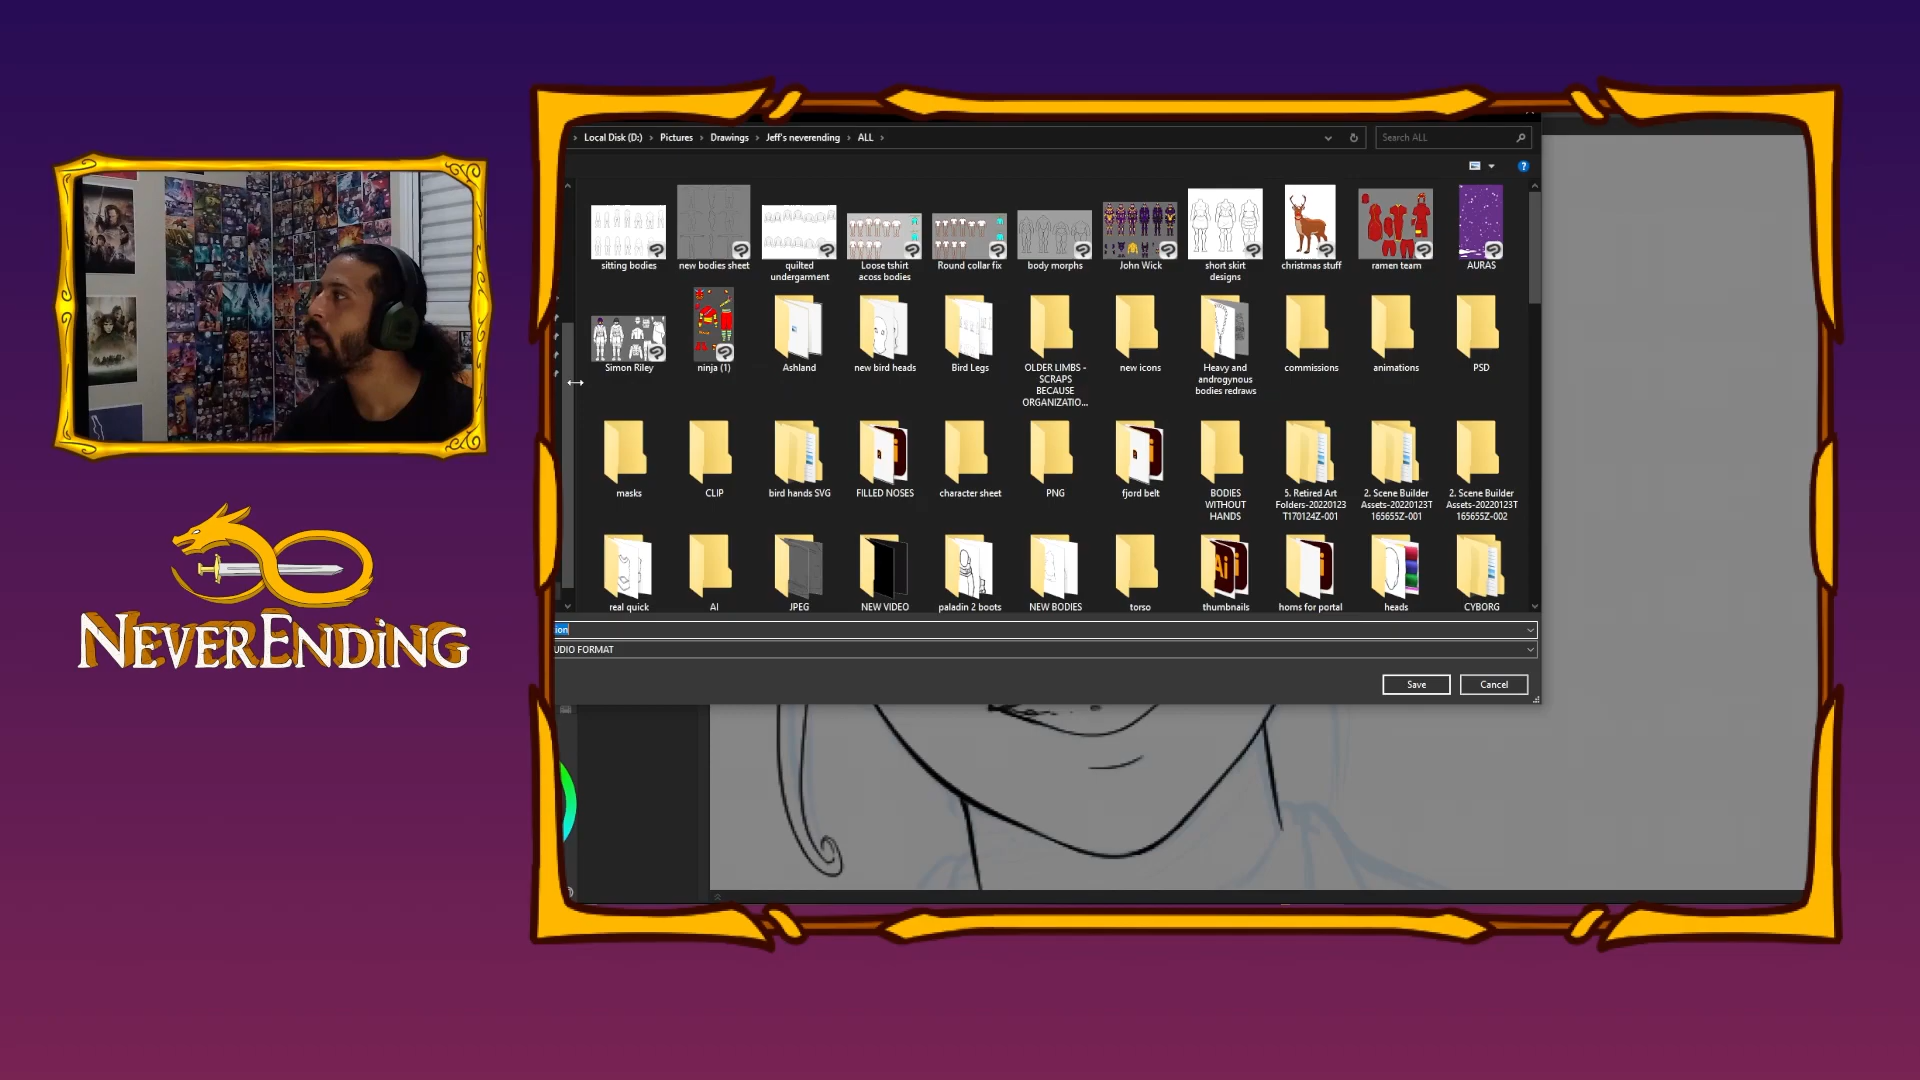 Local Disk (D:) > Pictures > Drawings > Jeff's neverending > ALL >
Search ALL
sitting bodies
new bodies sheet
quilted
undergarment
Loose tshirt
acoss bodies
Round collar fix
body morphs
John Wick
short skirt
designs
christmas stuff
ramen team
AURAS
Simon Riley
ninja (1)
Ashland
new bird heads
Bird Legs
OLDER LIMBS -
SCRAPS
BECAUSE
ORGANIZATIO...
new icons
Heavy and
androgynous
bodies redraws
commissions
animations
PSD
masks
CLIP
bird hands SVG
FILLED NOSES
character sheet
PNG
fjord belt
BODIES
WITHOUT
HANDS
5. Retired Art
Folders-20220123
T170124Z-001
2. Scene Builder
Assets-20220123T
165655Z-001
2. Scene Builder
Assets-20220123T
165655Z-002
real quick
AI
JPEG
NEW VIDEO
paladin 2 boots
NEW BODIES
torso
Ai
thumbnails
horns for portal
heads
CYBORG
ion
UDIO FORMAT
Save
Cancel
NEVERENDiNG